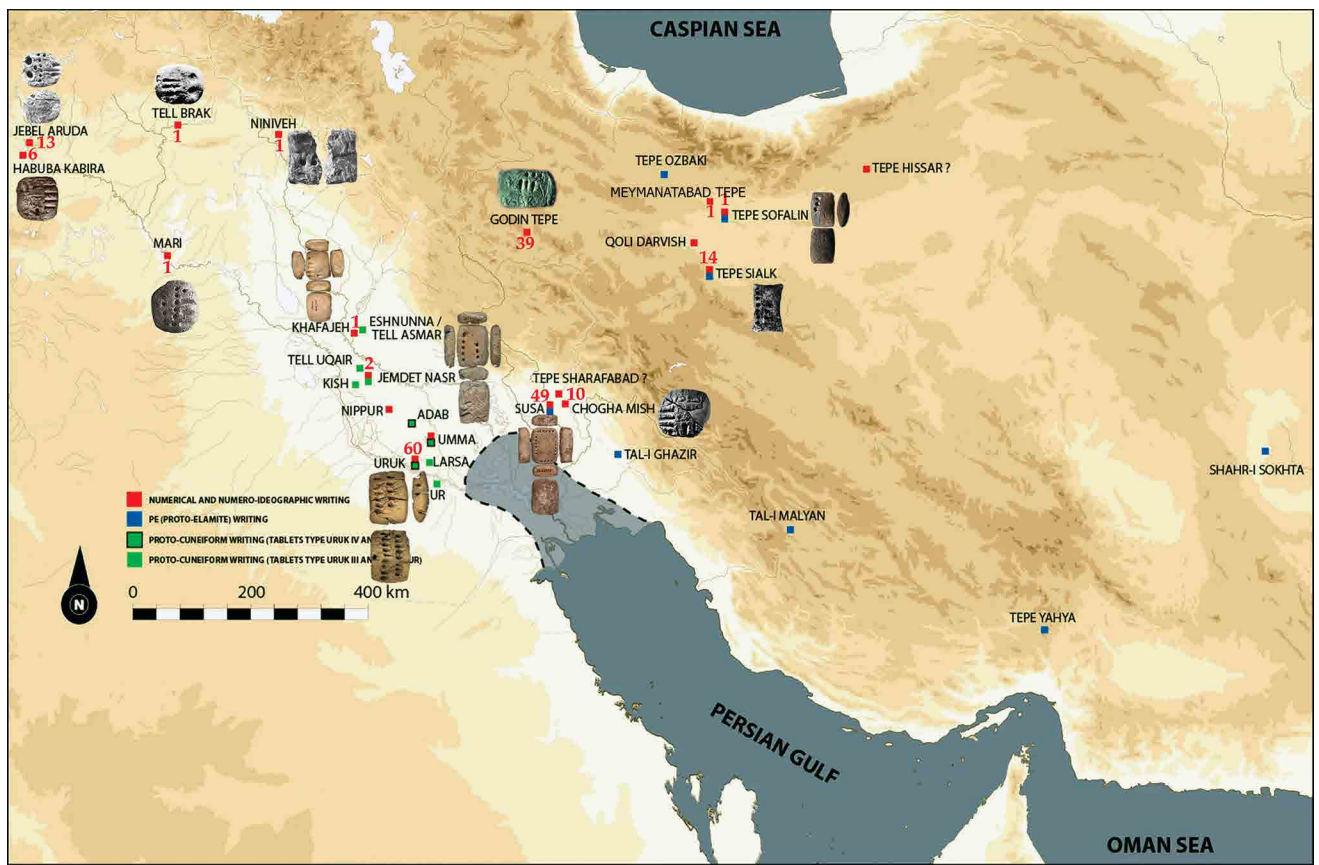 CASPIAN SEA
TELL BRAK
1
NINIVEH
1
JEBEL ARUDA
13
6
HABUBA KABIRA
TEPE OZBAKI
TEPE HISSAR ?
MEYMANATABAD TEPE
1
1
TEPE SOFALIN
GODIN TEPE
39
QOLI DARVISH
14
TEPE SIALK
MARI
1
KHAFAJEH
1
ESHNUNNA /
TELL ASMAR
TELL UQAIR
2
KISH
JEMDET NASR
TEPE SHARAFABAD ?
49
10
SUSA
CHOGHA MISH
NIPPUR
ADAB
UMMA
60
URUK
LARSA
UR
TAL-I GHAZIR
SHAHR-I SOKHTA
TAL-I MALYAN
TEPE YAHYA
NUMERICAL AND NUMERO-IDEOGRAPHIC WRITING
PE (PROTO-ELAMITE) WRITING
PROTO-CUNEIFORM WRITING (TABLETS TYPE URUK IV AN
PROTO-CUNEIFORM WRITING (TABLETS TYPE URUK III AN UR)
N
0 200 400 km
PERSIAN GULF
OMAN SEA